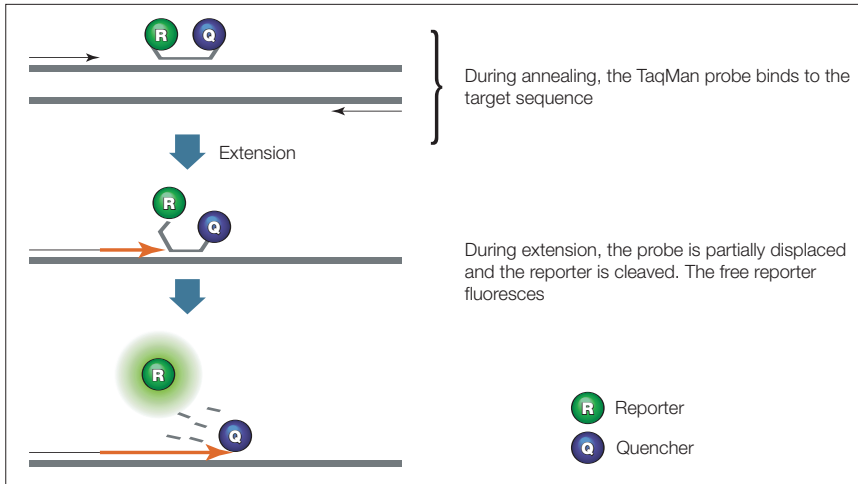 R Q
During annealing, the TaqMan probe binds to the
target sequence
Extension
R
Q
During extension, the probe is partially displaced
and the reporter is cleaved. The free reporter
fluoresces
R
R Reporter
Q
Q Quencher